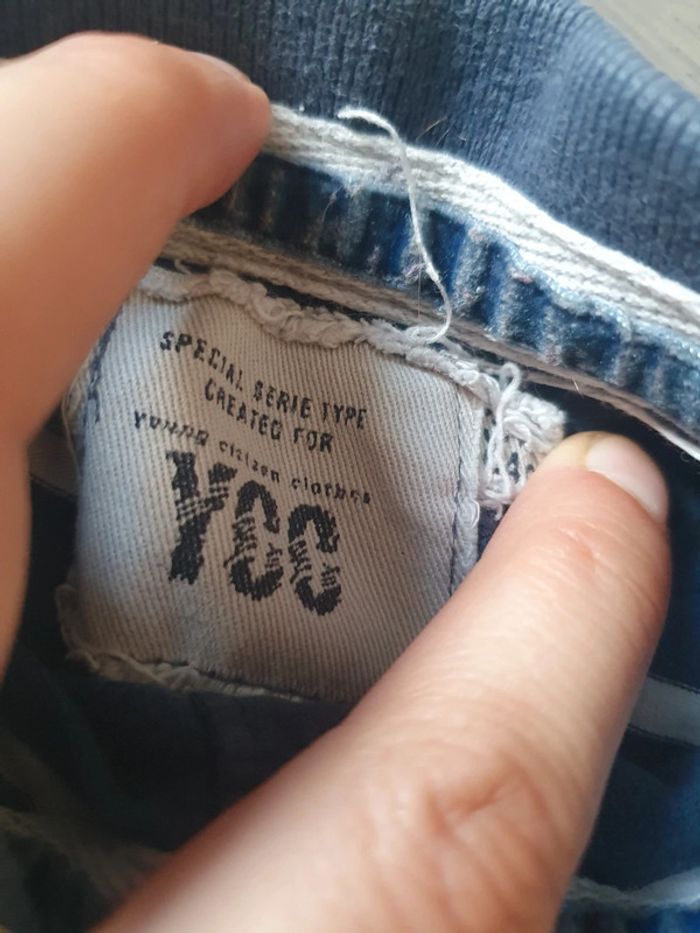 SPECIAL SERIE TYPE
CREATED FOR
young citizen clothes
YCC